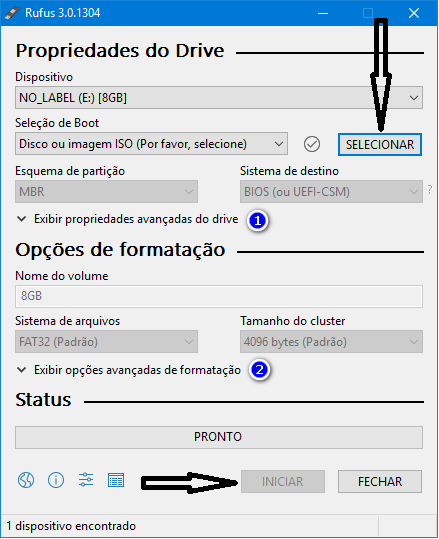 Rufus 3.0.1304
Propriedades do Drive
Dispositivo
NO_LABEL (E:) [8GB]
Seleção de Boot
Disco ou imagem ISO (Por favor, selecione)
SELECIONAR
Esquema de partição
Sistema de destino
MBR
BIOS (ou UEFI-CSM)
?
Exibir propriedades avançadas do drive
1
Opções de formatação
Nome do volume
8GB
Sistema de arquivos
Tamanho do cluster
FAT32 (Padrão)
4096 bytes (Padrão)
Exibir opções avançadas de formatação
2
Status
PRONTO
INICIAR
FECHAR
1 dispositivo encontrado